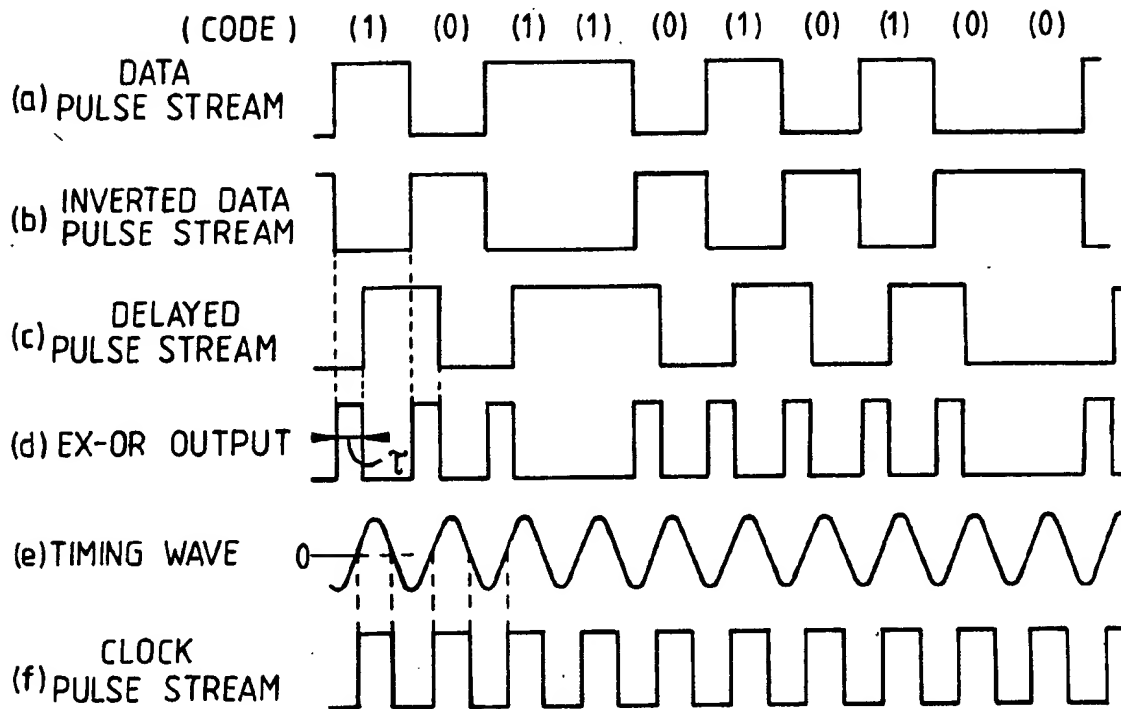 (CODE) (1) (0) (1) (1) (0) (1) (0) (1) (0) (0)
(a) DATA
PULSE STREAM
(b) INVERTED DATA
PULSE STREAM
(c) DELAYED
PULSE STREAM
(d) EX-OR OUTPUT
τ
(e) TIMING WAVE 0
(f) CLOCK
PULSE STREAM